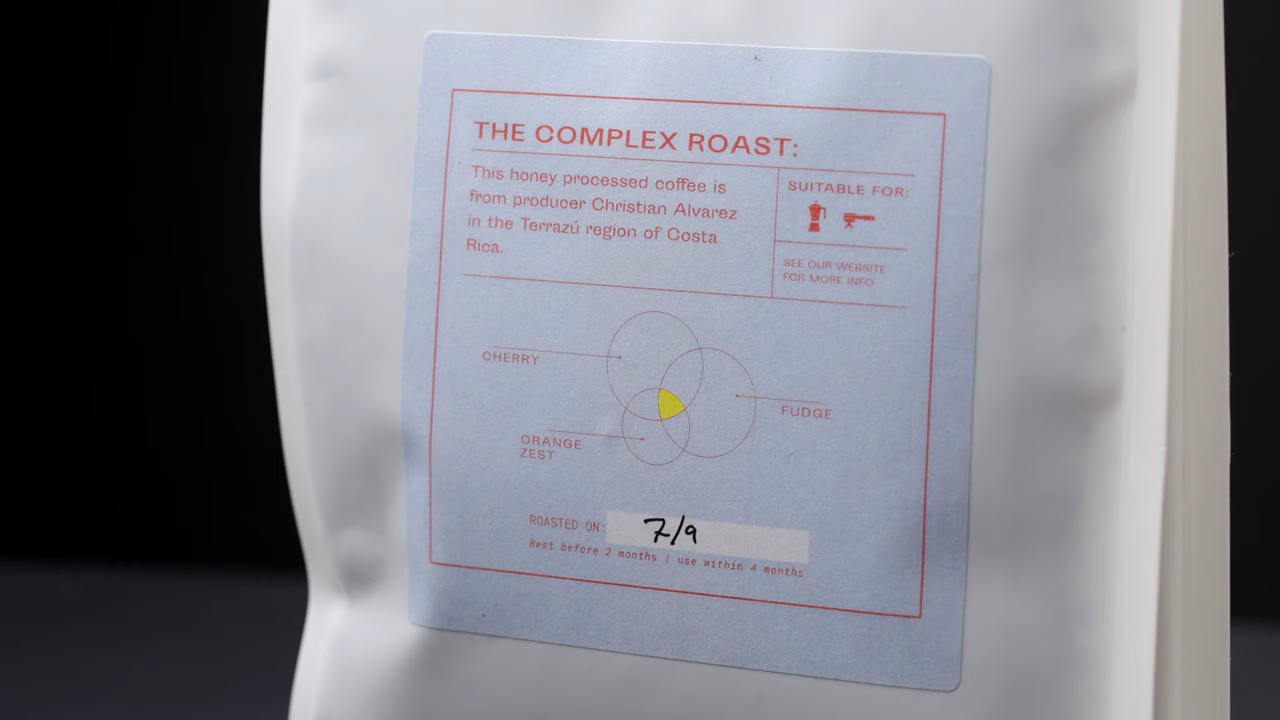 THE COMPLEX ROAST:
This honey processed coffee is
from producer Christian Alvarez
in the Terrazú region of Costa
Rica.
SUITABLE FOR:
SEE OUR WEBSITE
FOR MORE INFO
CHERRY
FUDGE
ORANGE
ZEST
ROASTED ON: 7/9
Best before 2 months | use within 4 months